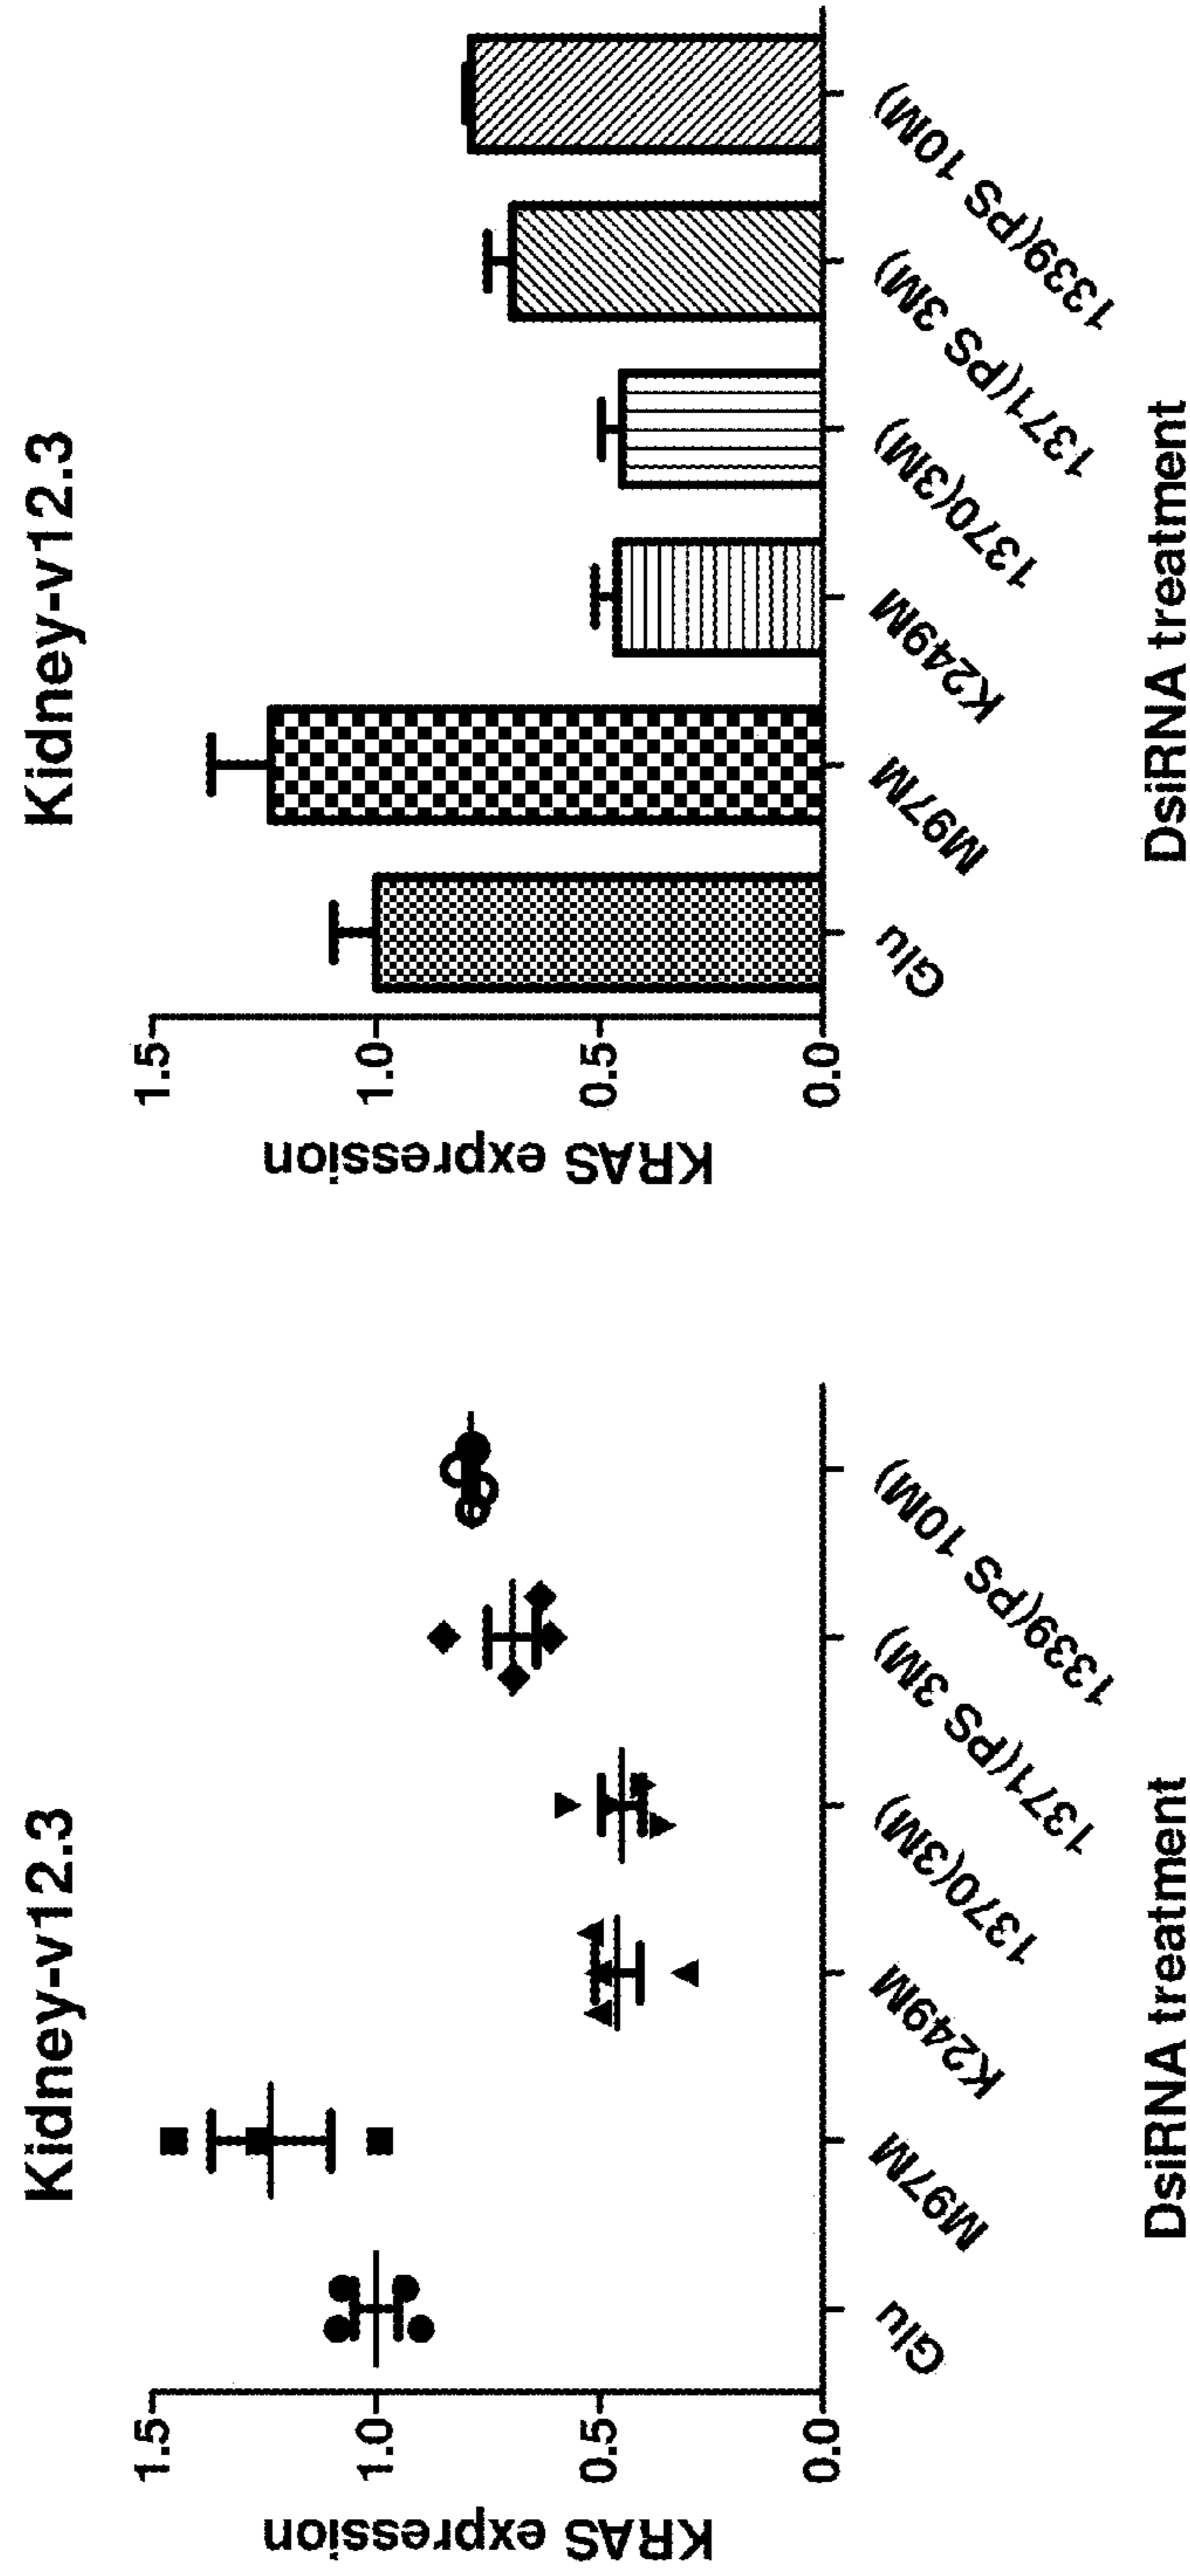 Kidney-v12.3
KRAS expression
1.5
1.0
0.5
0.0
Glu
M97M
K249M
1370(3M)
1371(PS 3M)
1339(PS 10M)
DsiRNA treatment
Kidney-v12.3
KRAS expression
1.5
1.0
0.5
0.0
Glu
M97M
K249M
1370(3M)
1371(PS 3M)
1339(PS 10M)
DsiRNA treatment